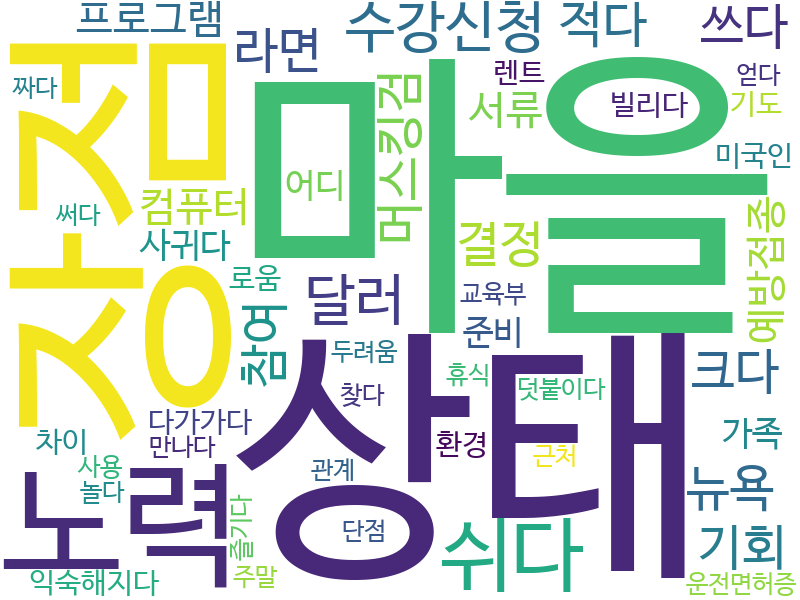 프로그램
수강신청
적다
쓰다
라면
짜다
렌트
얻다
서류
빌리다
기도
장점
마을
메스킹검
미국인
어디
컴퓨터
써다
사귀다
결정
예방접종
로움
달러
교육부
준비
참여
두려움
휴식
덧붙이다
크다
찾다
상태
다가가다
만나다
차이
환경
근처
가족
사용
놀다
관계
노력
뉴욕
즐기다
단점
쉬다
기회
익숙해지다
주말
운전면허증